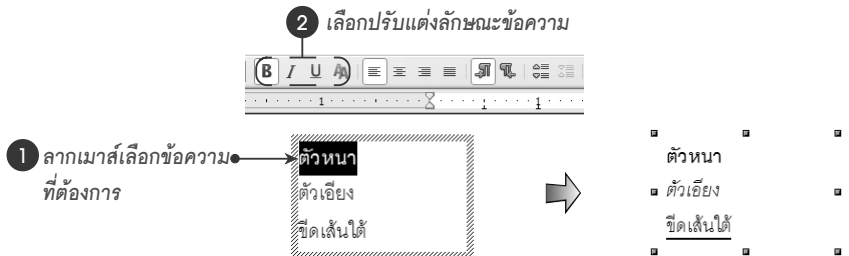 2 เลือกปรับแต่งลักษณะข้อความ
B I U A
1 1
1 ลากเมาส์เลือกข้อความ
ที่ต้องการ
ตัวหนา
ตัวเอียง
ขีดเส้นใต้
ตัวหนา
ตัวเอียง
ขีดเส้นใต้